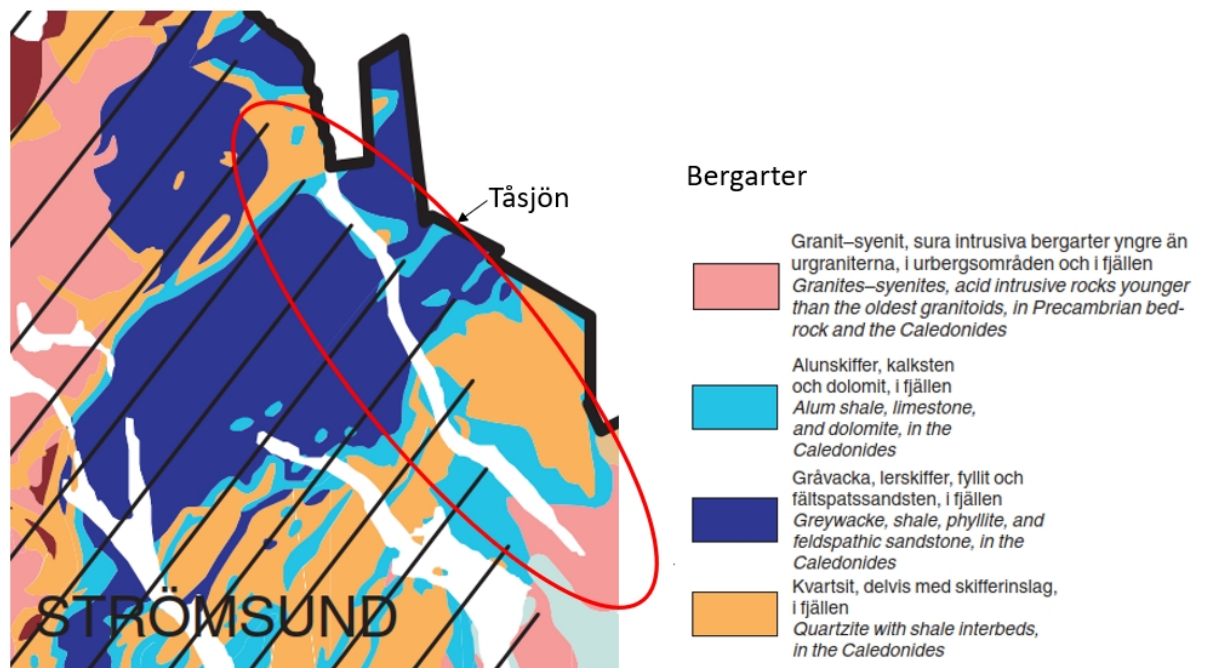 Tåsjön
STRÖMSUND
Bergarter
Granit–syenit, sura intrusiva bergarter yngre än
urgraniterna, i urbergsområden och i fjällen
Granites–syenites, acid intrusive rocks younger
than the oldest granitoids, in Precambrian bed-
rock and the Caledonides
Alunskiffer, kalksten
och dolomit, i fjällen
Alum shale, limestone,
and dolomite, in the
Caledonides
Gråvacka, lerskiffer, fyllit och
fältspatssandsten, i fjällen
Greywacke, shale, phyllite, and
feldspathic sandstone, in the
Caledonides
Kvartsit, delvis med skifferinslag,
i fjällen
Quartzite with shale interbeds,
in the Caledonides